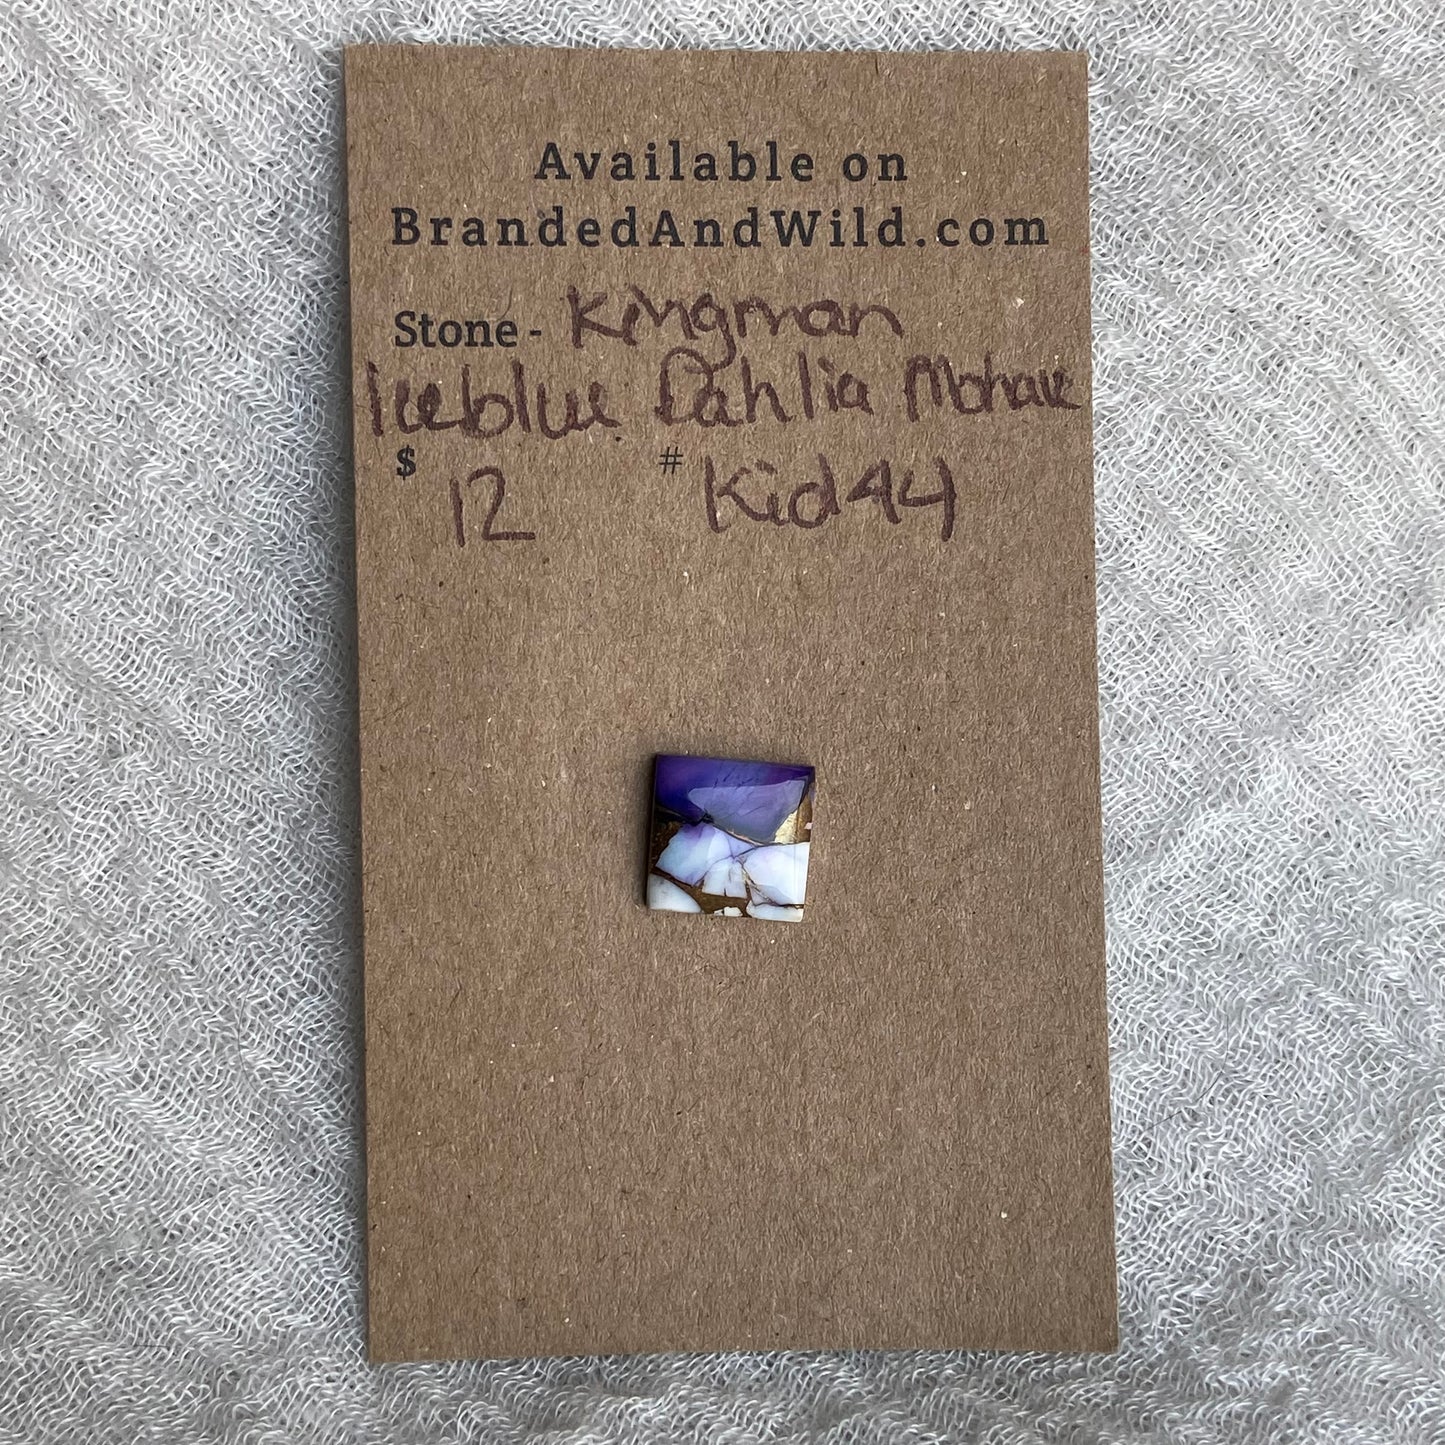 Available on
BrandedAndWild.com
Stone - Kingman
Iceblue Dahlia Mohave
$ 12 # Kid44